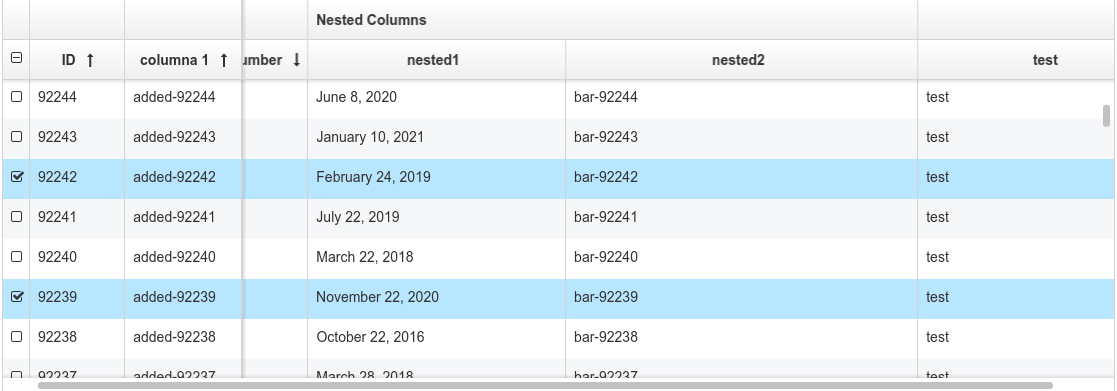 Nested Columns
ID columna 1 nested1 nested2 test
92244 added-92244 June 8, 2020 bar-92244 test
92243 added-92243 January 10, 2021 bar-92243 test
92242 added-92242 February 24, 2019 bar-92242 test
92241 added-92241 July 22, 2019 bar-92241 test
92240 added-92240 March 22, 2018 bar-92240 test
92239 added-92239 November 22, 2020 bar-92239 test
92238 added-92238 October 22, 2016 bar-92238 test
92237 added-92237 March 28, 2018 bar-92237 test